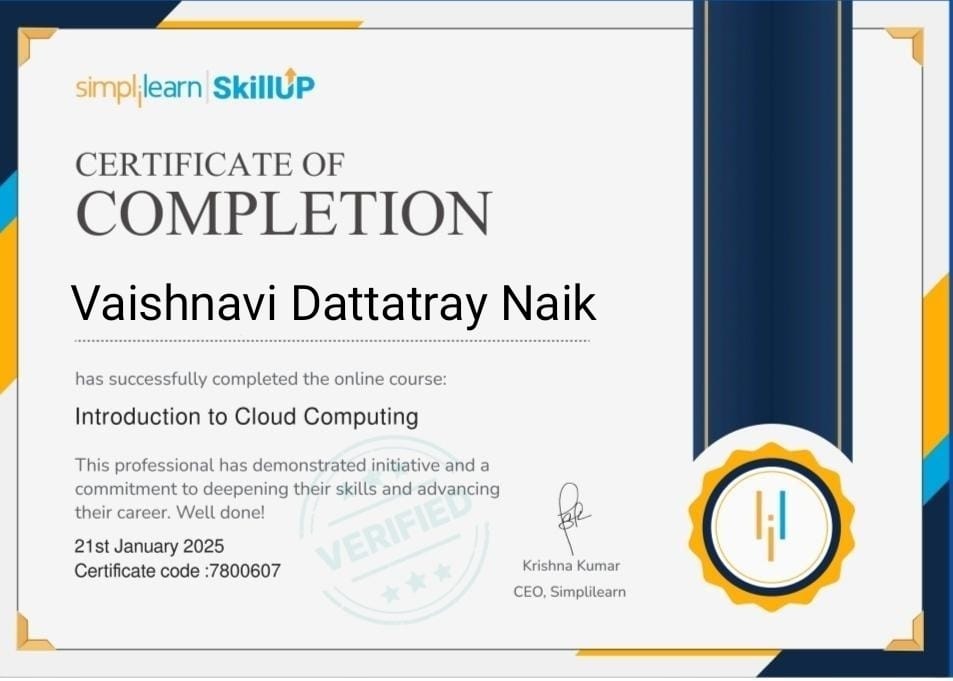 simplilearn | SkillUP
CERTIFICATE OF
COMPLETION
Vaishnavi Dattatray Naik
has successfully completed the online course:
Introduction to Cloud Computing
This professional has demonstrated initiative and a
commitment to deepening their skills and advancing
their career. Well done!
21st January 2025
Certificate code :7800607
VERIFIED
Krishna Kumar
CEO, Simplilearn